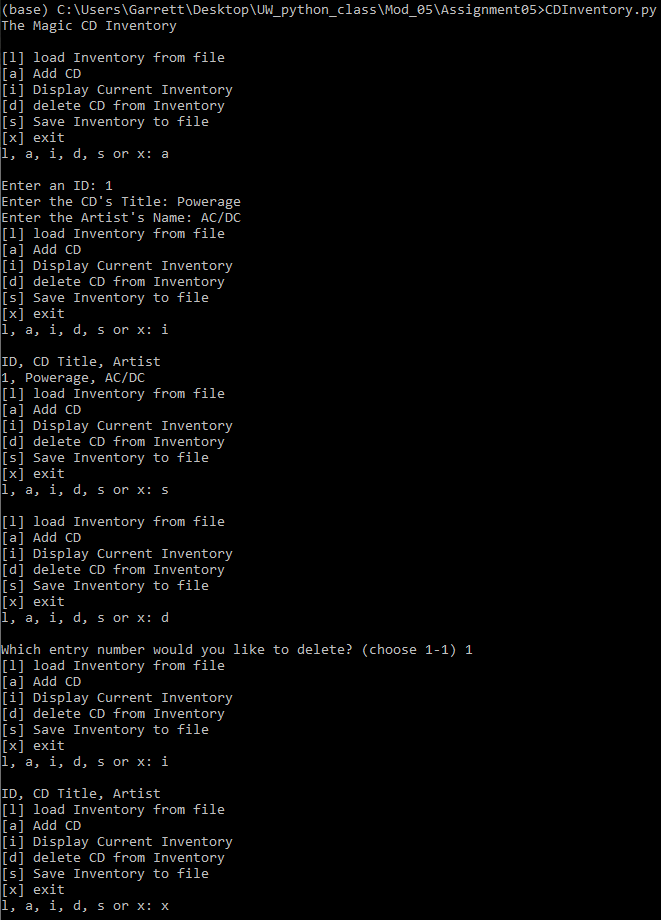 (base) C:\Users\Garrett\Desktop\UW_python_class\Mod_05\Assignment05>CDInventory.py
The Magic CD Inventory
[l] load Inventory from file
[a] Add CD
[i] Display Current Inventory
[d] delete CD from Inventory
[s] Save Inventory to file
[x] exit
l, a, i, d, s or x: a
Enter an ID: 1
Enter the CD's Title: Powerage
Enter the Artist's Name: AC/DC
[l] load Inventory from file
[a] Add CD
[i] Display Current Inventory
[d] delete CD from Inventory
[s] Save Inventory to file
[x] exit
l, a, i, d, s or x: i
ID, CD Title, Artist
1, Powerage, AC/DC
[l] load Inventory from file
[a] Add CD
[i] Display Current Inventory
[d] delete CD from Inventory
[s] Save Inventory to file
[x] exit
l, a, i, d, s or x: s
[l] load Inventory from file
[a] Add CD
[i] Display Current Inventory
[d] delete CD from Inventory
[s] Save Inventory to file
[x] exit
l, a, i, d, s or x: d
Which entry number would you like to delete? (choose 1-1) 1
[l] load Inventory from file
[a] Add CD
[i] Display Current Inventory
[d] delete CD from Inventory
[s] Save Inventory to file
[x] exit
l, a, i, d, s or x: i
ID, CD Title, Artist
[l] load Inventory from file
[a] Add CD
[i] Display Current Inventory
[d] delete CD from Inventory
[s] Save Inventory to file
[x] exit
l, a, i, d, s or x: x